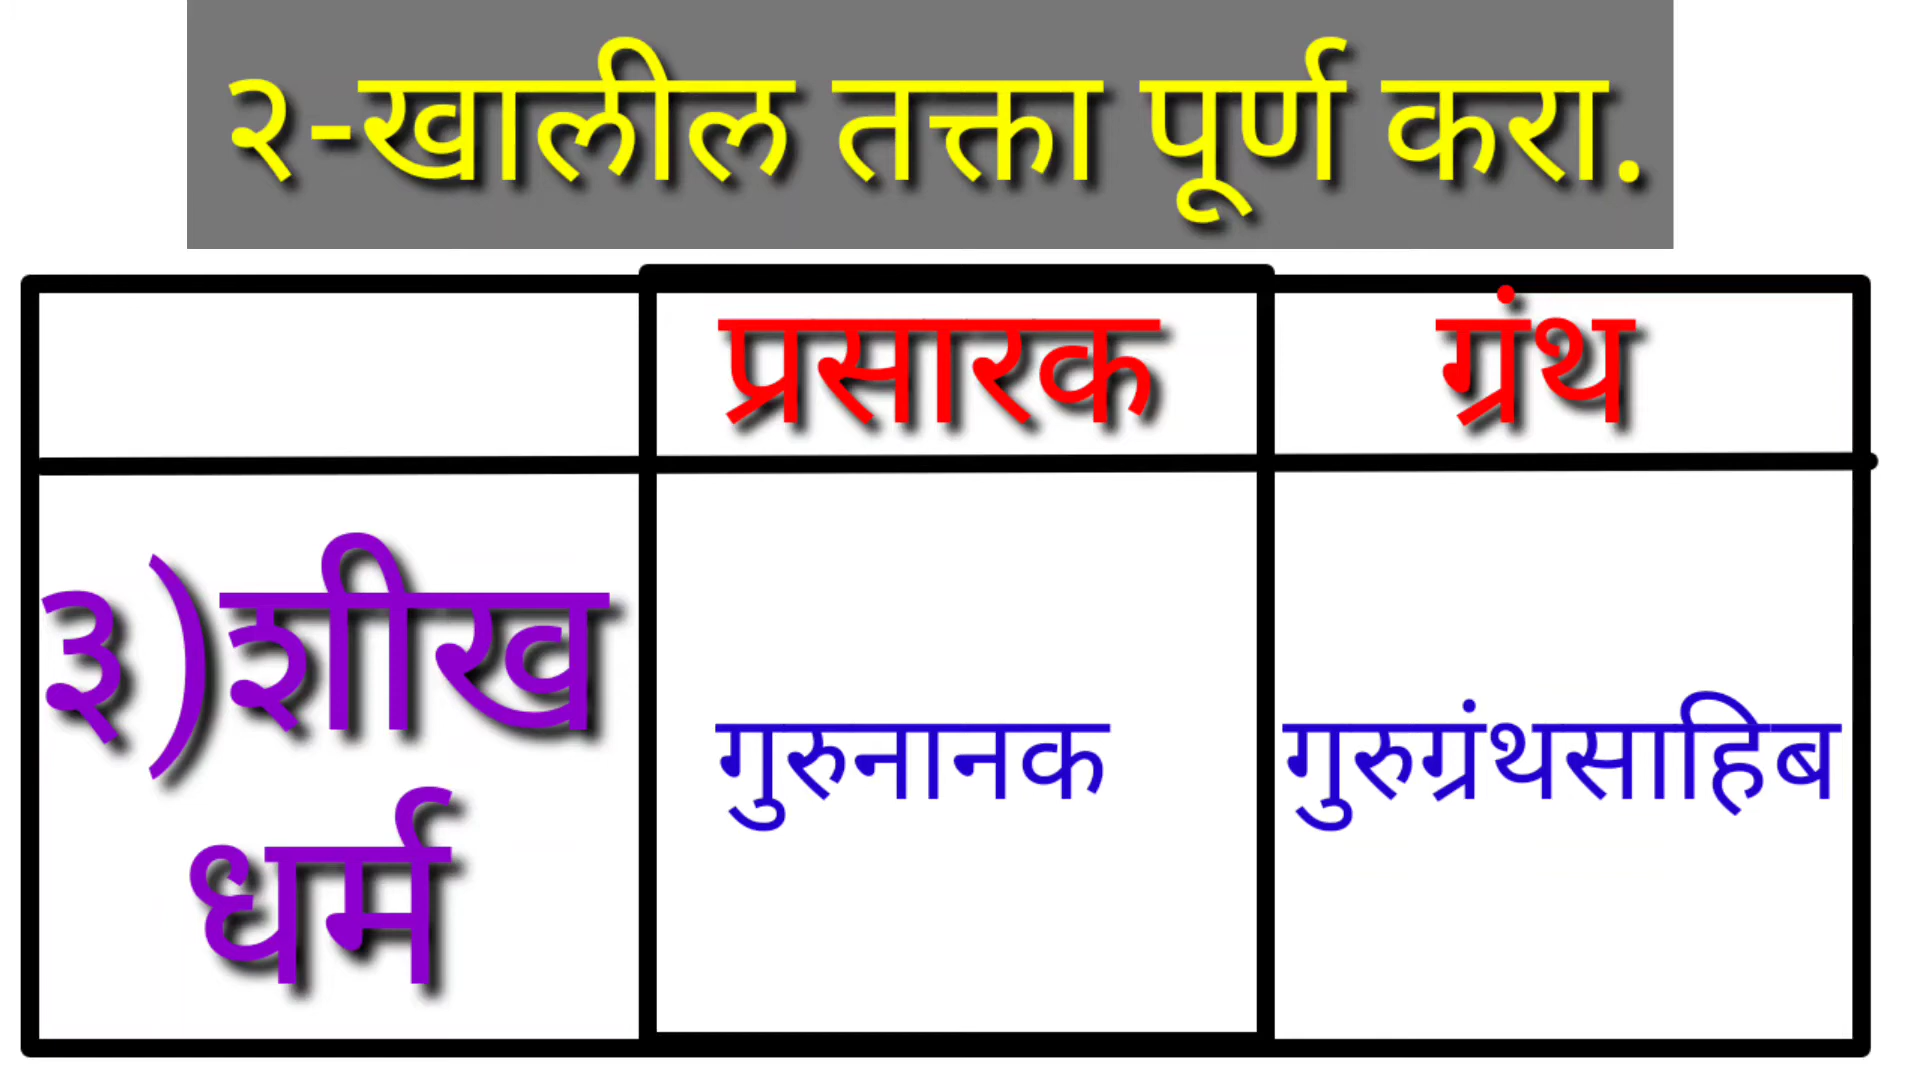 २-खालील तक्ता पूर्ण करा.
प्रसारक ग्रंथ
३)शीख
धर्म
गुरुनानक गुरुग्रंथसाहिब